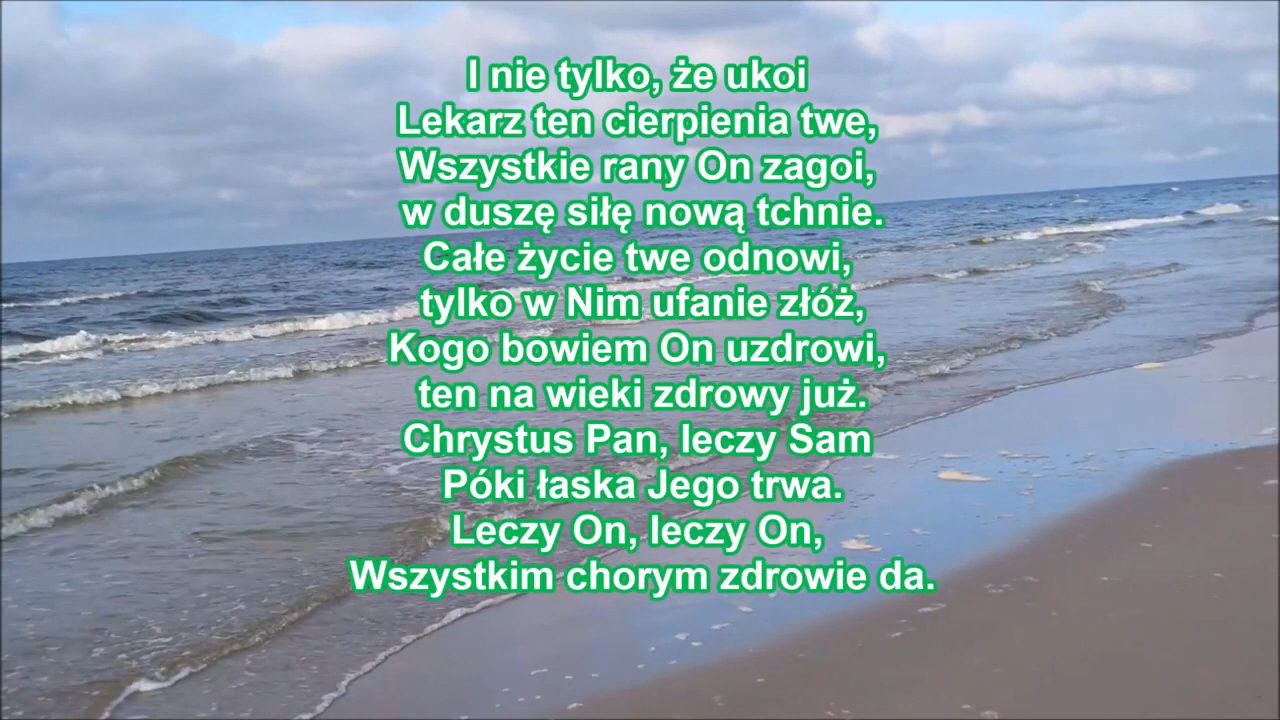 I nie tylko, że ukoi
Lekarz ten cierpienia twe,
Wszystkie rany On zagoi,
w duszę siłę nową tchnie.
Całe życie twe odnowi,
tylko w Nim ufanie złóż,
Kogo bowiem On uzdrowi,
ten na wieki zdrowy już.
Chrystus Pan, leczy Sam
Póki łaska Jego trwa.
Leczy On, leczy On,
Wszystkim chorym zdrowie da.